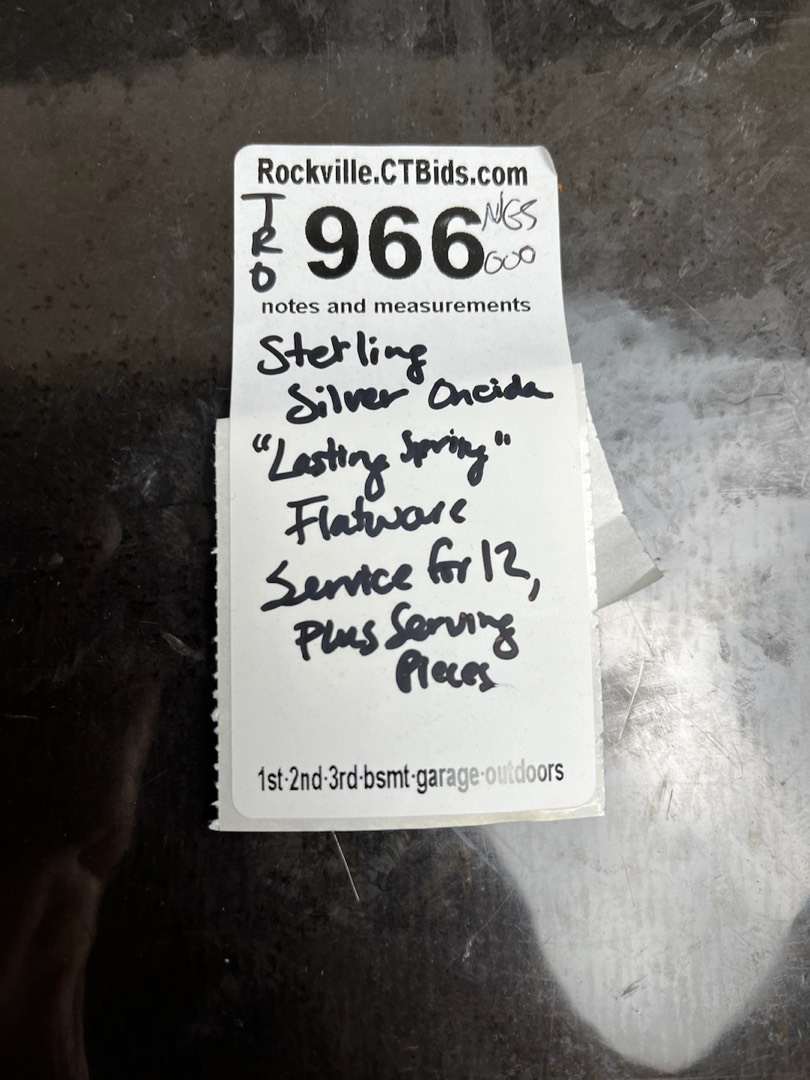 Rockville.CTBids.com
TRO
966
NGS
notes and measurements
Sterling
Silver Oneida
"Lasting Spring"
Flatware
Service for 12,
Plus Serving
Pieces
1st·2nd·3rd·bsmt·garage·outdoors